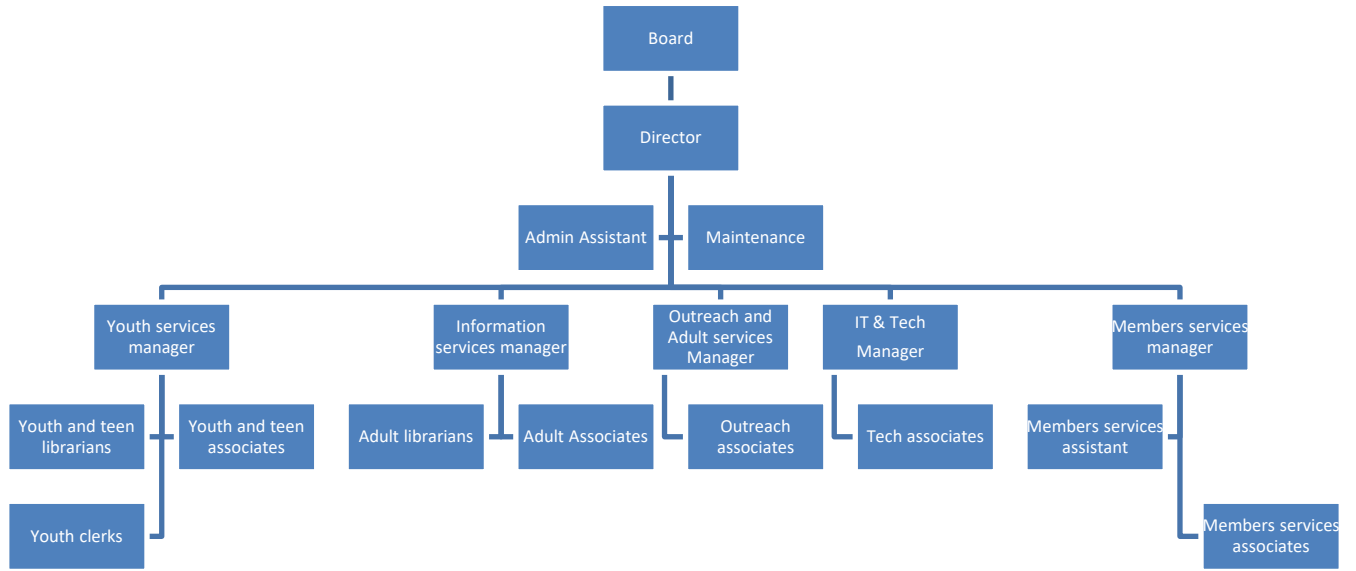 Board
Director
Admin Assistant
Maintenance
Youth services
manager
Information
services manager
Outreach and
Adult services
Manager
IT & Tech
Manager
Members services
manager
Youth and teen
librarians
Youth and teen
associates
Adult librarians
Adult Associates
Outreach
associates
Tech associates
Members services
assistant
Youth clerks
Members services
associates